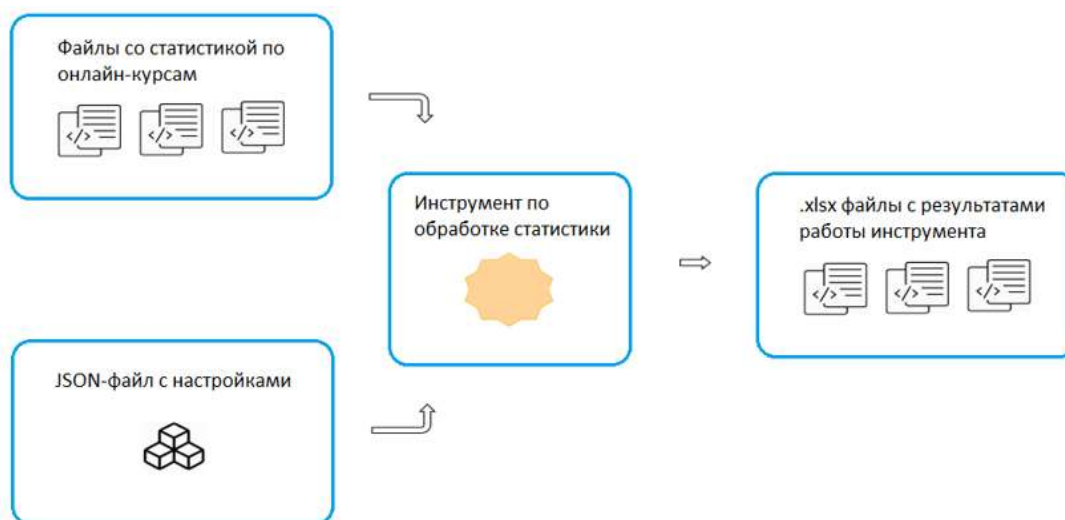 Файлы со статистикой по
онлайн-курсам
</>
</>
</>
Инструмент по
обработке статистики
.xlsx файлы с результатами
работы инструмента
</>
</>
</>
JSON-файл с настройками